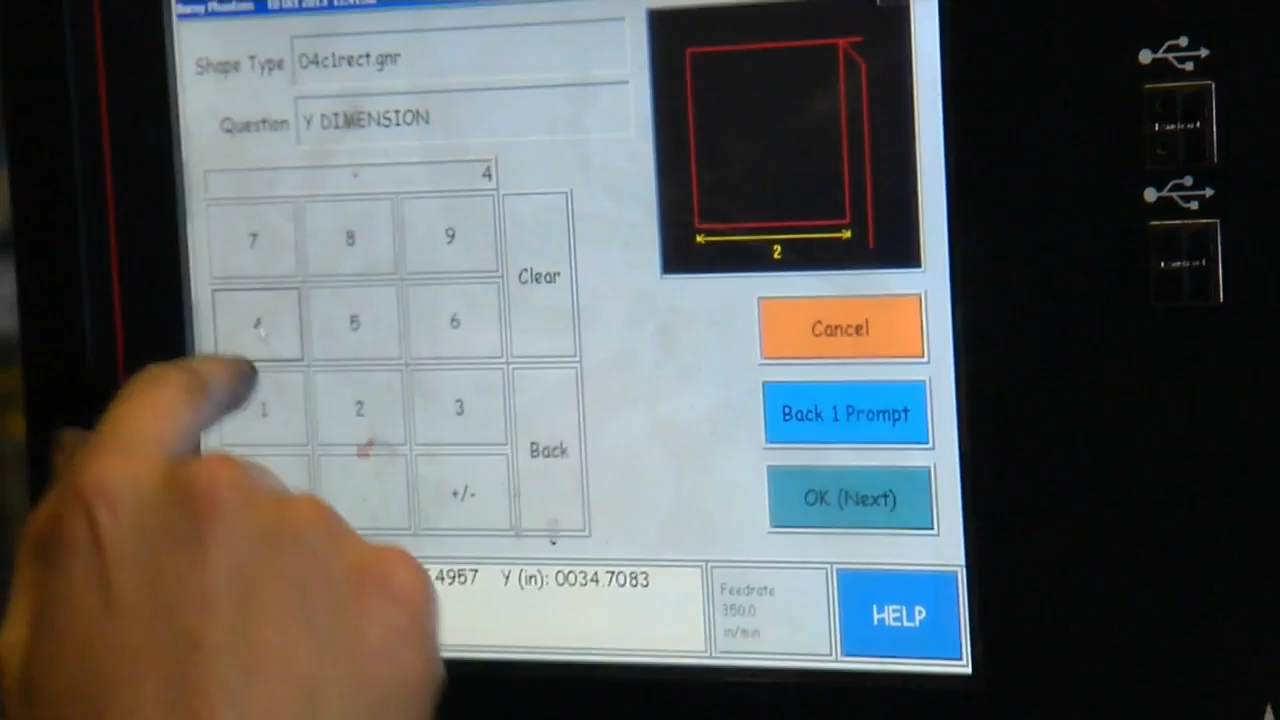 Shape Type 04c1rect.gnr
Question Y DIMENSION
4
7 8 9
Clear
4 5 6
1 2 3
Back
+/-
2
Cancel
Back 1 Prompt
OK (Next)
.4957 Y (in): 0034.7083
Feedrate
350.0
in/min
HELP